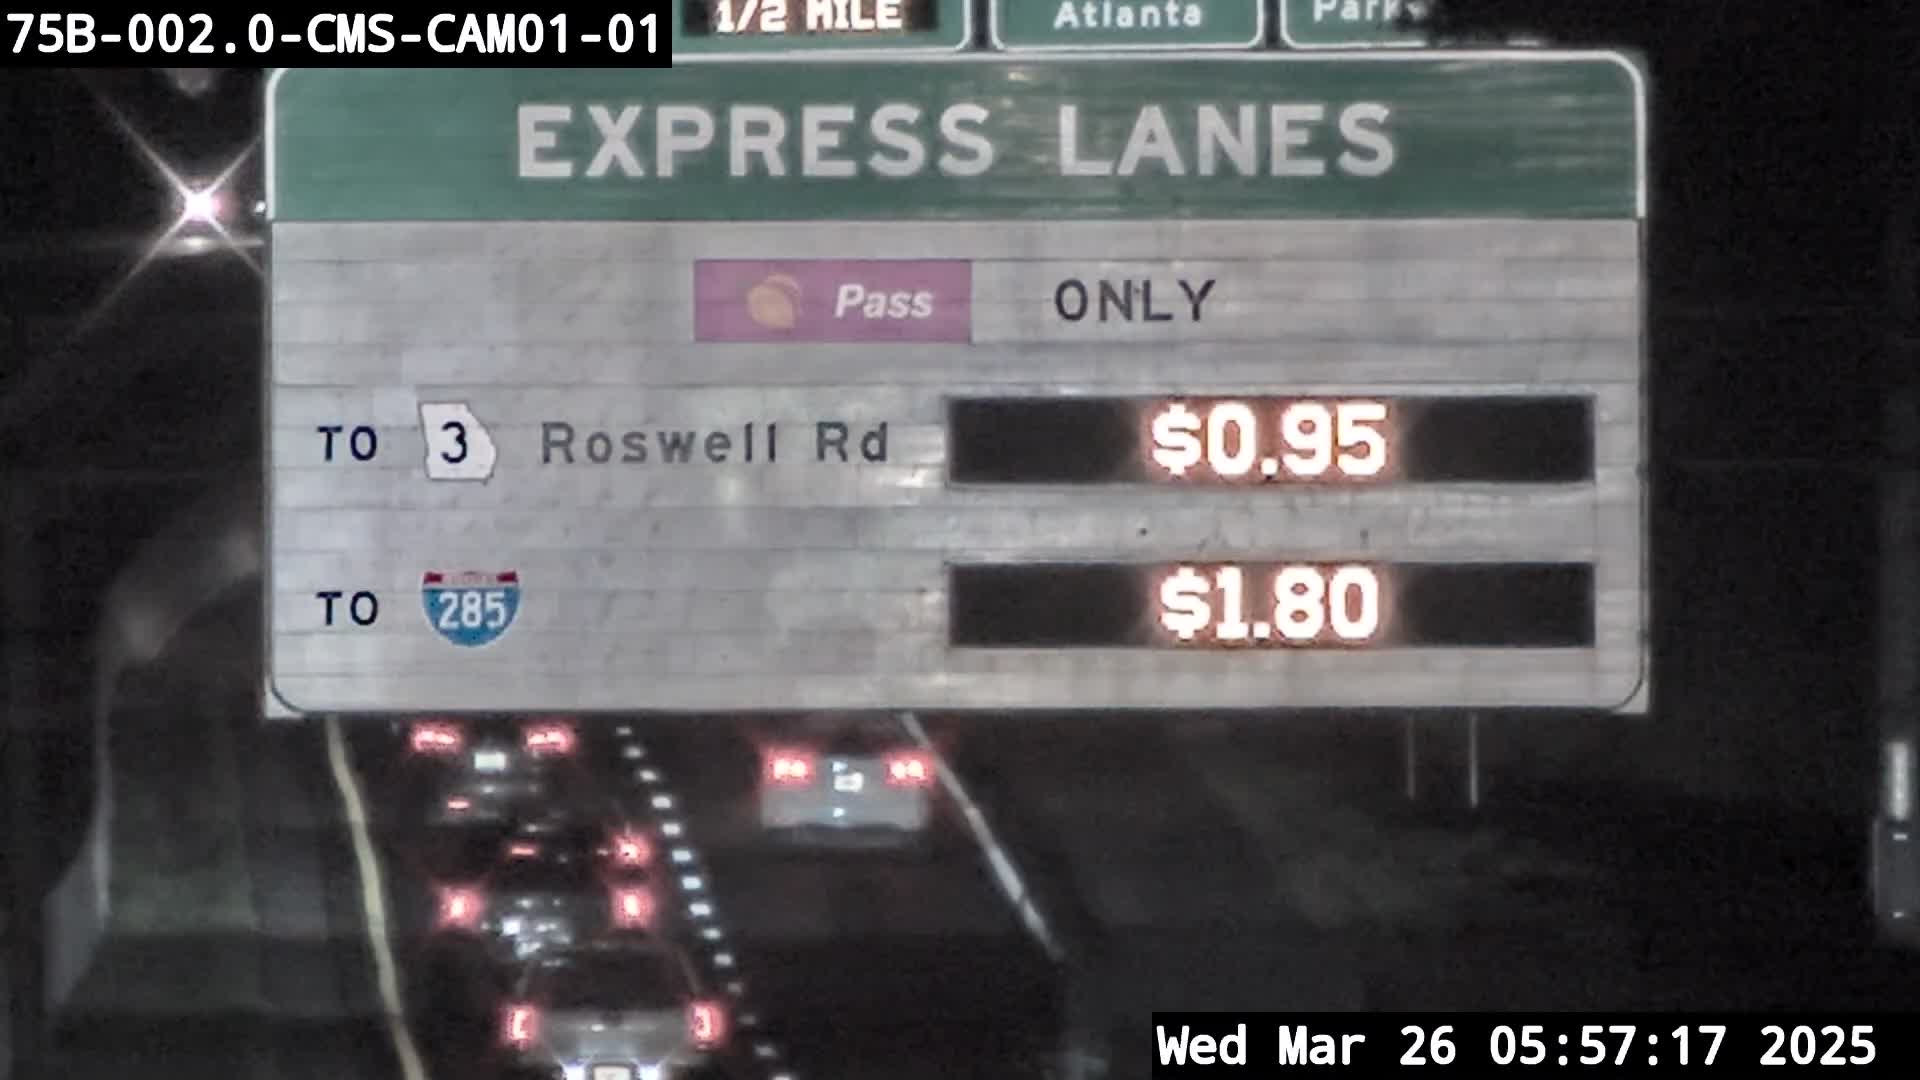 75B-002.0-CMS-CAM01-01
1/2 MILE
Atlanta
EXPRESS LANES
Pass ONLY
TO 3 Roswell Rd $0.95
TO 285 $1.80
Wed Mar 26 05:57:17 2025